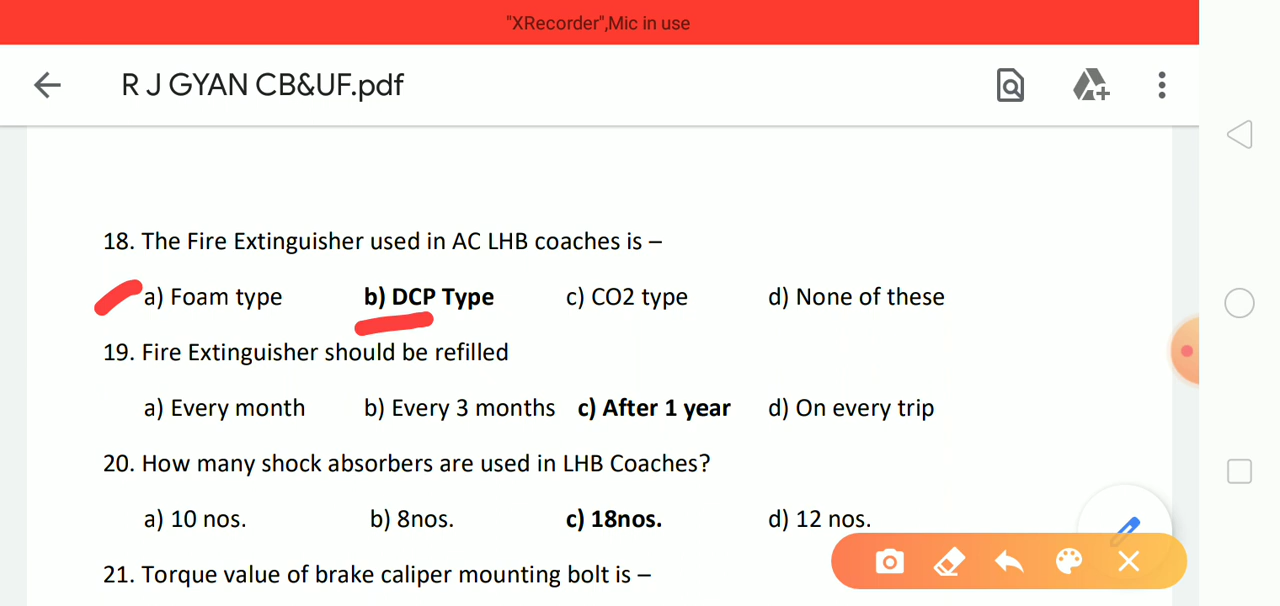 "XRecorder",Mic in use
R J GYAN CB&UF.pdf
18. The Fire Extinguisher used in AC LHB coaches is –
a) Foam type b) DCP Type c) CO2 type d) None of these
19. Fire Extinguisher should be refilled
a) Every month b) Every 3 months c) After 1 year d) On every trip
20. How many shock absorbers are used in LHB Coaches?
a) 10 nos. b) 8nos. c) 18nos. d) 12 nos.
21. Torque value of brake caliper mounting bolt is –